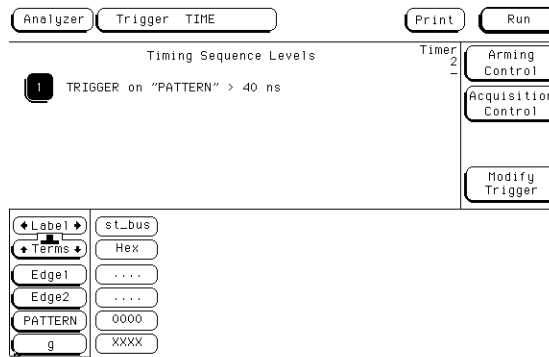 Analyzer Trigger TIME Print Run
Timing Sequence Levels
Timer
2
-
Arming
Control
1 TRIGGER on "PATTERN" > 40 ns
Acquisition
Control
Modify
Trigger
Label st_bus
Terms Hex
Edge1 ....
Edge2 ....
PATTERN 0000
g XXXX